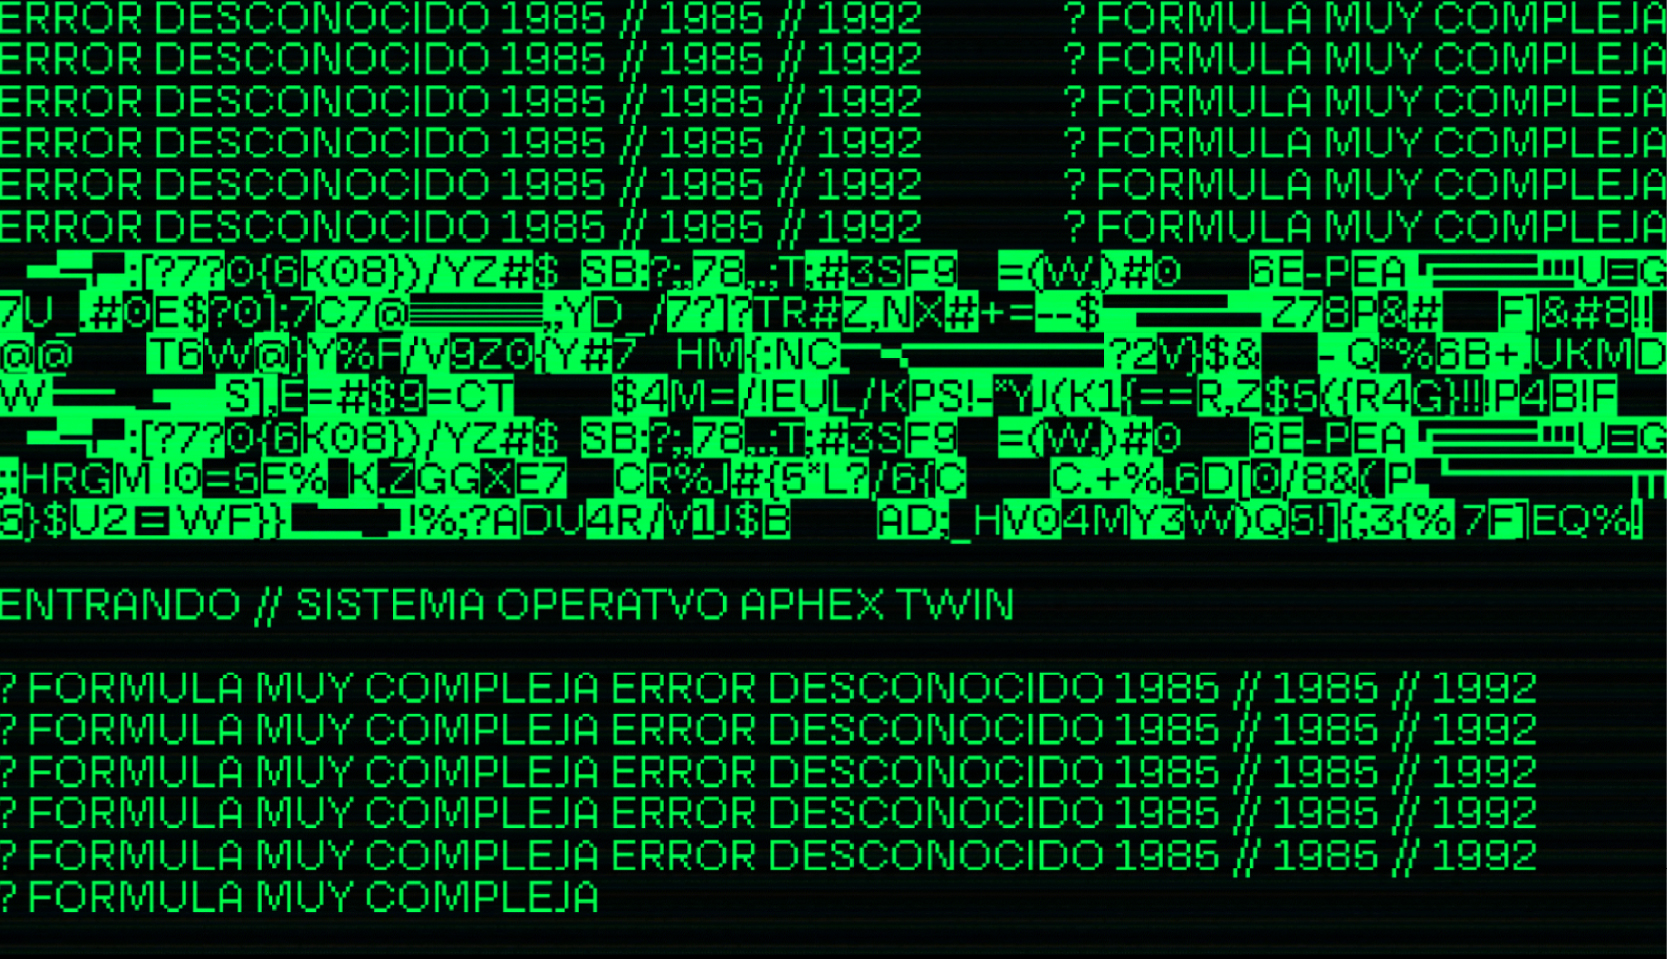 ERROR DESCONOCIDO 1985 // 1985 // 1992 ? FORMULA MUY COMPLEJA
ERROR DESCONOCIDO 1985 // 1985 // 1992 ? FORMULA MUY COMPLEJA
ERROR DESCONOCIDO 1985 // 1985 // 1992 ? FORMULA MUY COMPLEJA
ERROR DESCONOCIDO 1985 // 1985 // 1992 ? FORMULA MUY COMPLEJA
ERROR DESCONOCIDO 1985 // 1985 // 1992 ? FORMULA MUY COMPLEJA
ERROR DESCONOCIDO 1985 // 1985 // 1992 ? FORMULA MUY COMPLEJA
:[?7?0{6K08})/YZ#$ SB:?;,78..;T;#3SF9 =(W,)#0 6E-PEA U=G
7U_.#0E$?0];7C7@ ;;YD_/7?]?TR#Z,NX#+=--$ Z78P&# F]&#8!!
@@ T6W@}Y%F/V9Z0{Y#7 HM{:NC ?2V}$& - Q*%6B+,UKMD
W S],E=#$9=CT $4M=/!EUL/KPS!-*YJ(K1{==R,Z$5({R4G}!!!P4B!F
:[?7?0{6K08})/YZ#$ SB:?;,78..;T;#3SF9 =(W,)#0 6E-PEA U=G
;:HRGM!0=5E% K.ZGGXE7 CR%J#{5*L?/6{C C.+%,6D[0/8&(P
5}$U2=WF}} !%;?ADU4R/V1J$B AD;_HV04MY3W)Q5!]{;3{%7F]EQ%!
ENTRANDO // SISTEMA OPERATVO APHEX TWIN
? FORMULA MUY COMPLEJA ERROR DESCONOCIDO 1985 // 1985 // 1992
? FORMULA MUY COMPLEJA ERROR DESCONOCIDO 1985 // 1985 // 1992
? FORMULA MUY COMPLEJA ERROR DESCONOCIDO 1985 // 1985 // 1992
? FORMULA MUY COMPLEJA ERROR DESCONOCIDO 1985 // 1985 // 1992
? FORMULA MUY COMPLEJA ERROR DESCONOCIDO 1985 // 1985 // 1992
? FORMULA MUY COMPLEJA